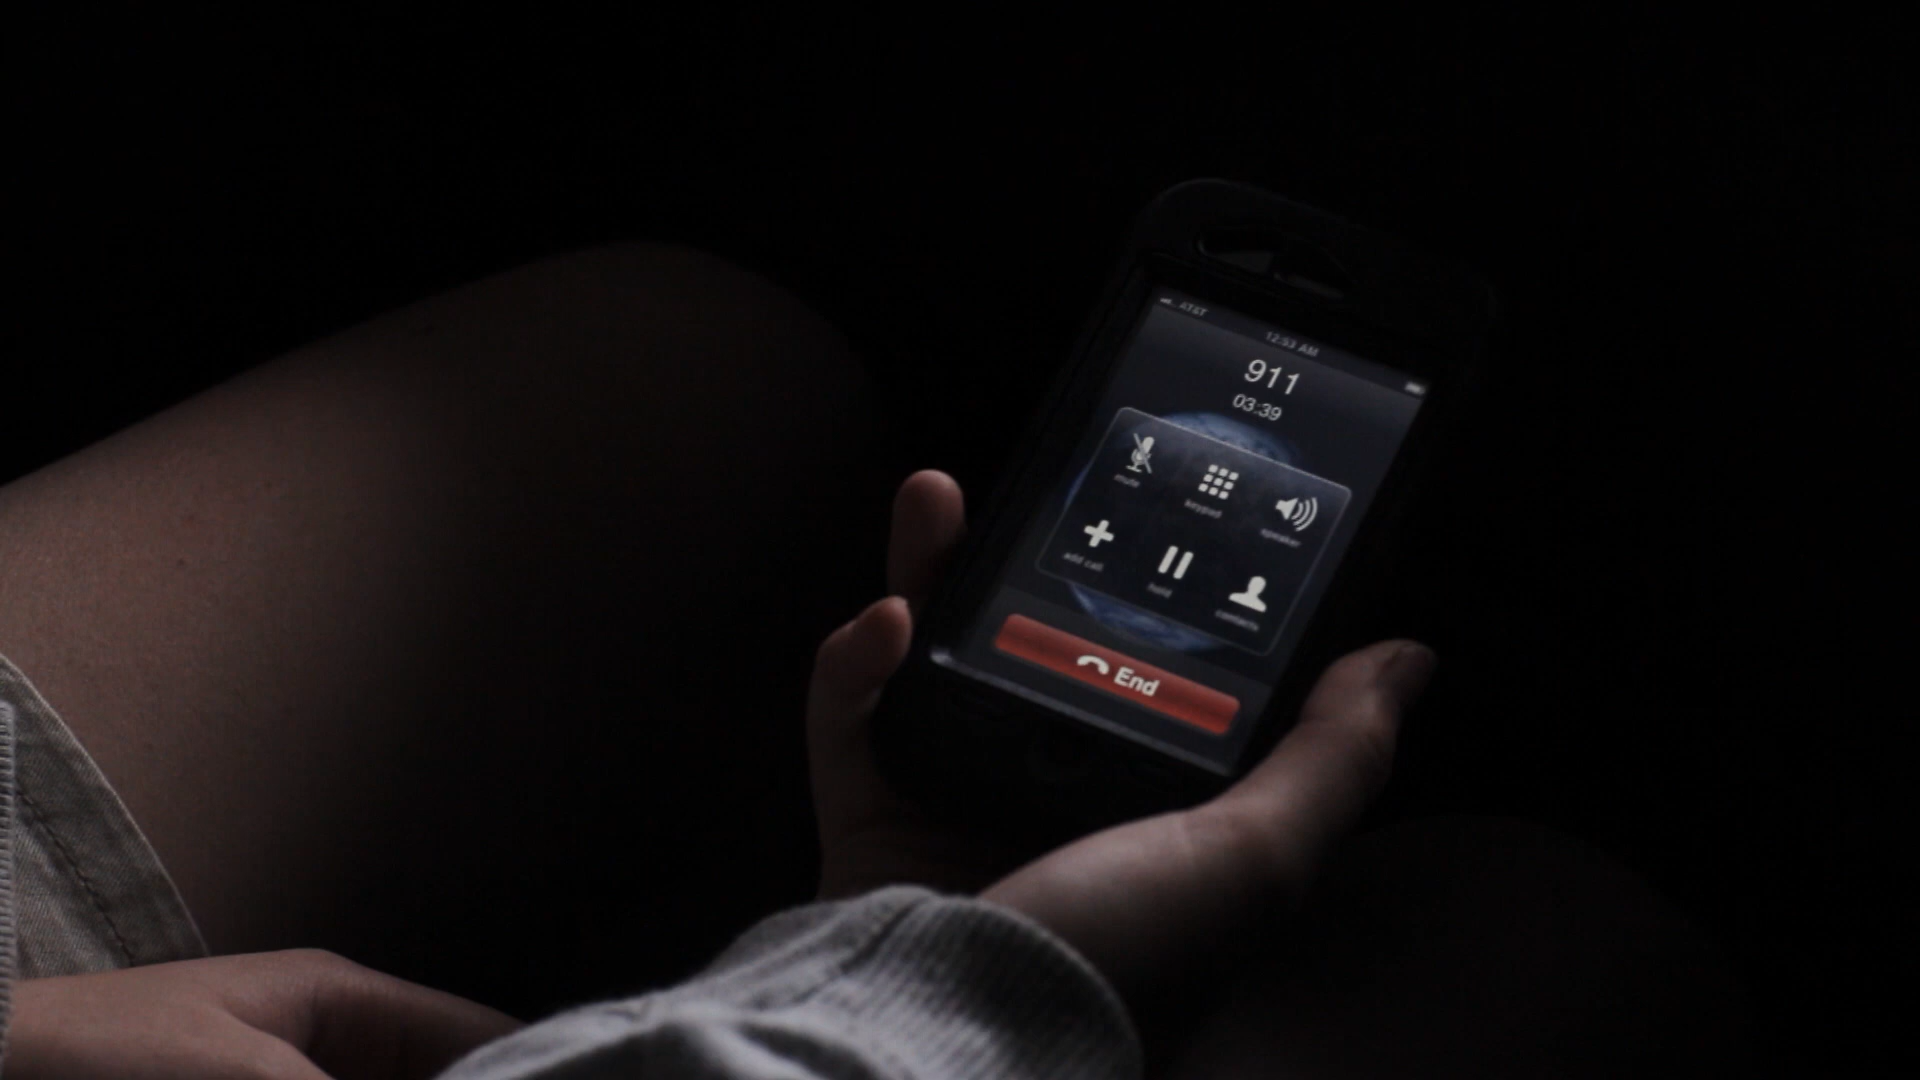 AT&T
12:53 AM
911
03:39
mute
keypad
speaker
add call
hold
contacts
End